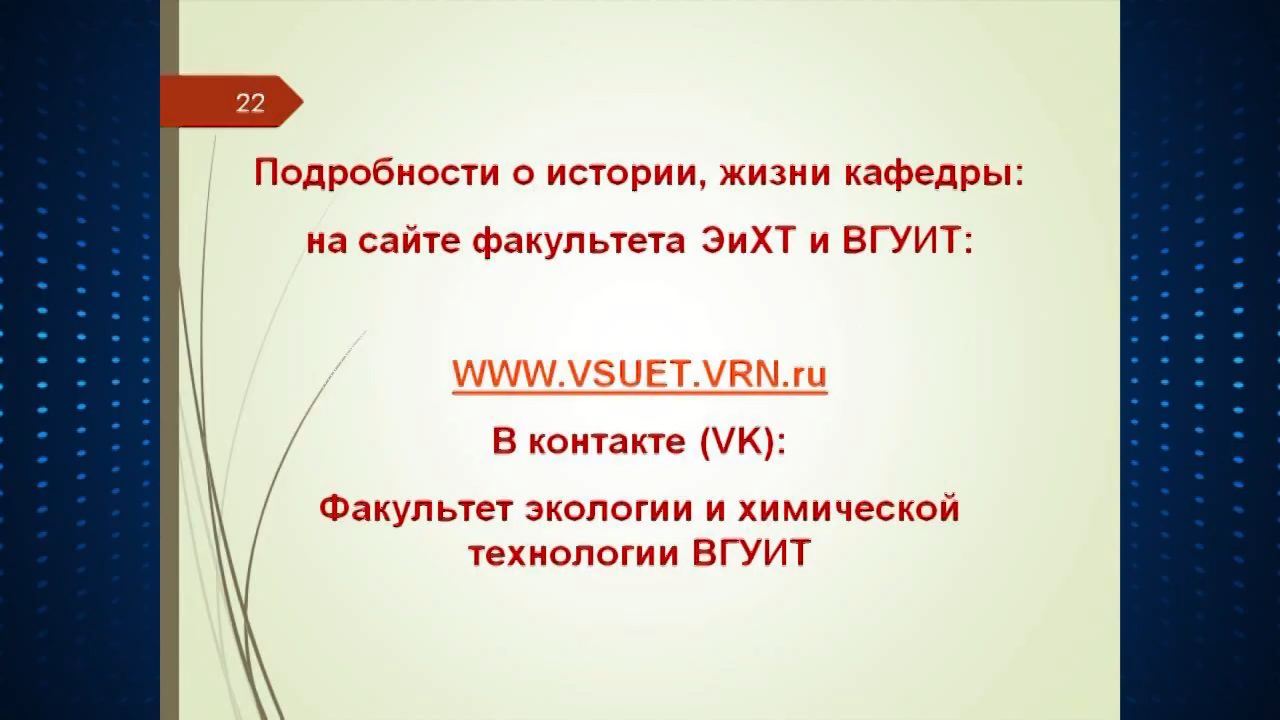 22
Подробности о истории, жизни кафедры:
на сайте факультета ЭиХТ и ВГУИТ:
WWW.VSUET.VRN.ru
В контакте (VK):
Факультет экологии и химической
технологии ВГУИТ